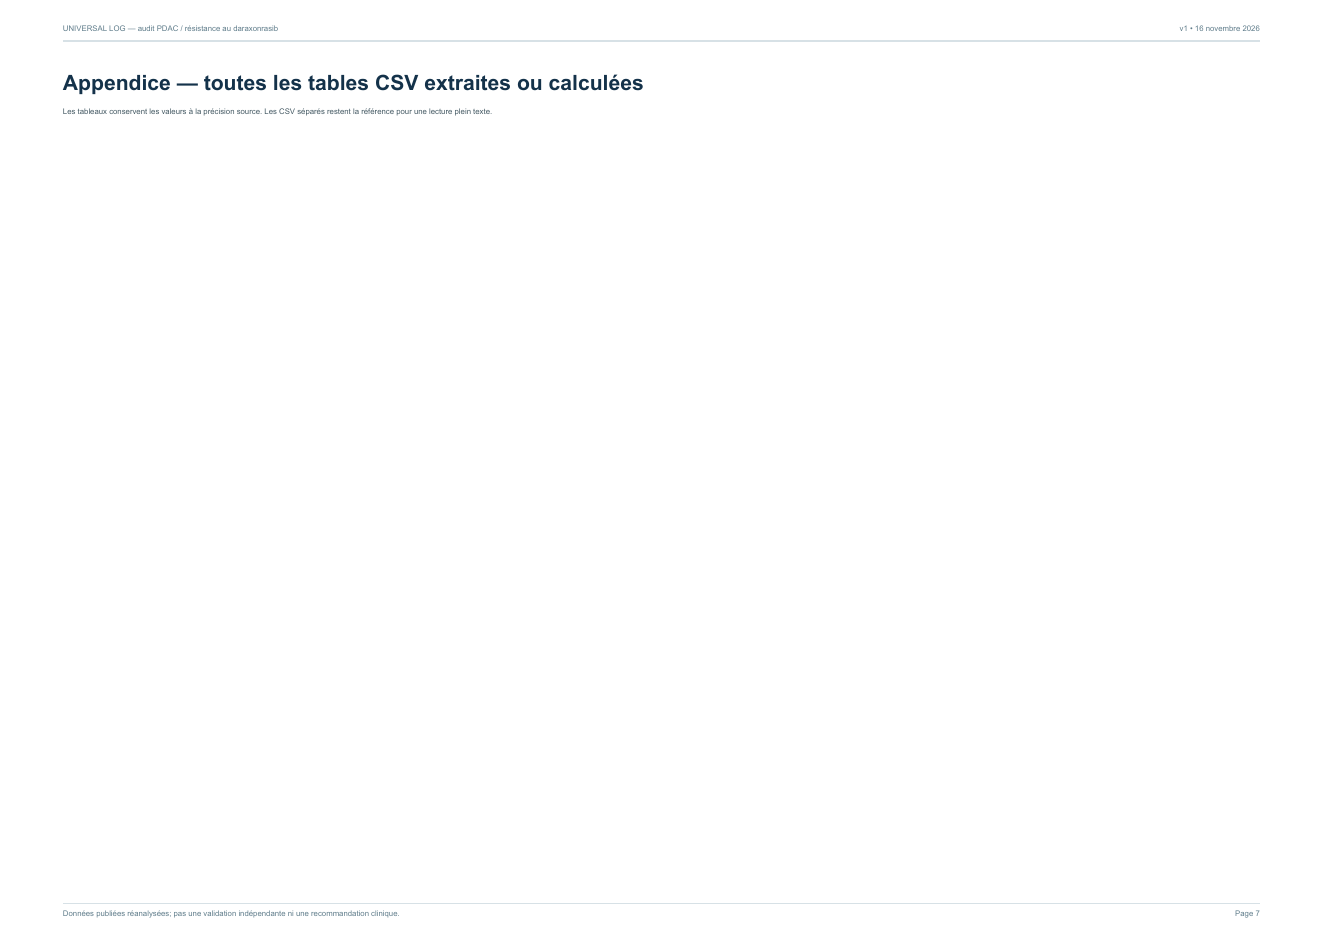 UNIVERSAL LOG — audit PDAC / résistance au daraxonrasib
v1 • 16 novembre 2026
Appendice — toutes les tables CSV extraites ou calculées
Les tableaux conservent les valeurs à la précision source. Les CSV séparés restent la référence pour une lecture plein texte.
Données publiées réanalysées; pas une validation indépendante ni une recommandation clinique.
Page 7